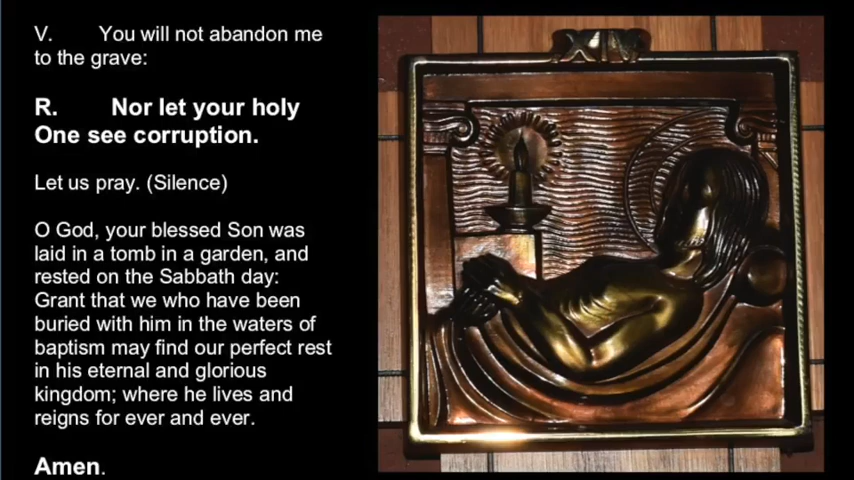 V. You will not abandon me
to the grave:
R. Nor let your holy
One see corruption.
Let us pray. (Silence)
O God, your blessed Son was
laid in a tomb in a garden, and
rested on the Sabbath day:
Grant that we who have been
buried with him in the waters of
baptism may find our perfect rest
in his eternal and glorious
kingdom; where he lives and
reigns for ever and ever.
Amen.
XIV